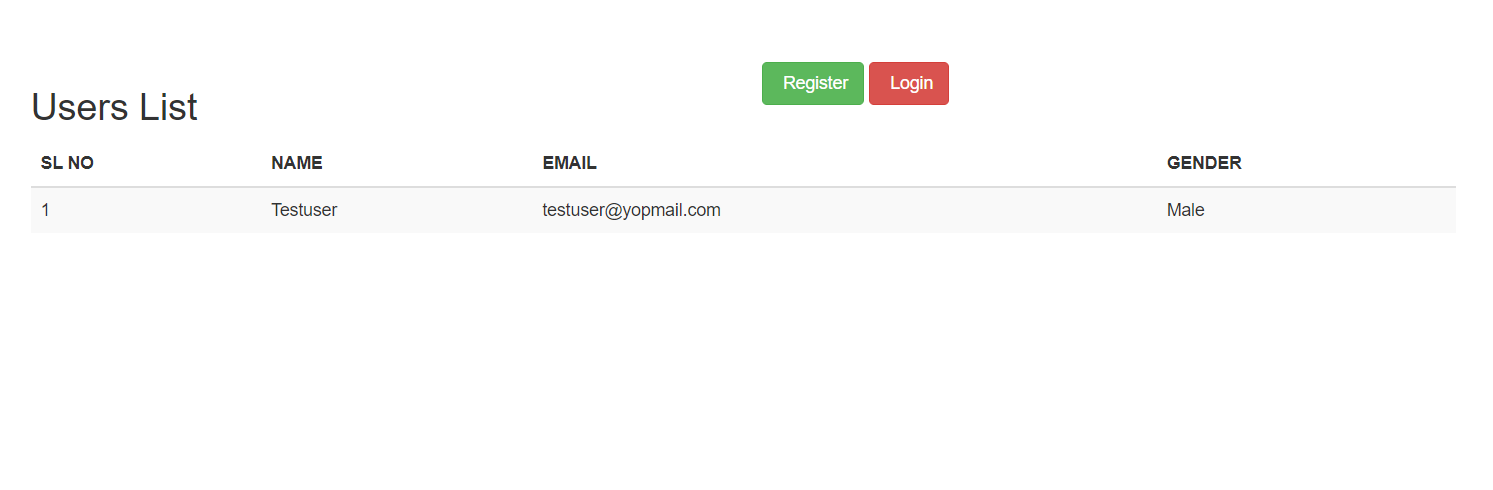 Register Login
Users List
SL NO NAME EMAIL GENDER
1 Testuser testuser@yopmail.com Male